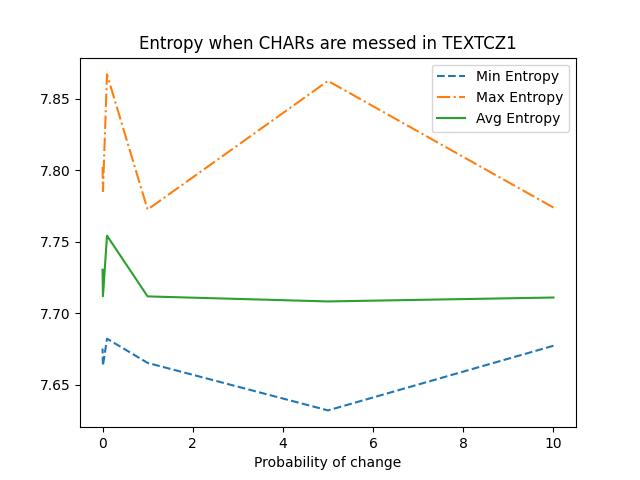 Entropy when CHARs are messed in TEXTCZ1
Min Entropy
Max Entropy
Avg Entropy
7.85
7.80
7.75
7.70
7.65
0 2 4 6 8 10
Probability of change